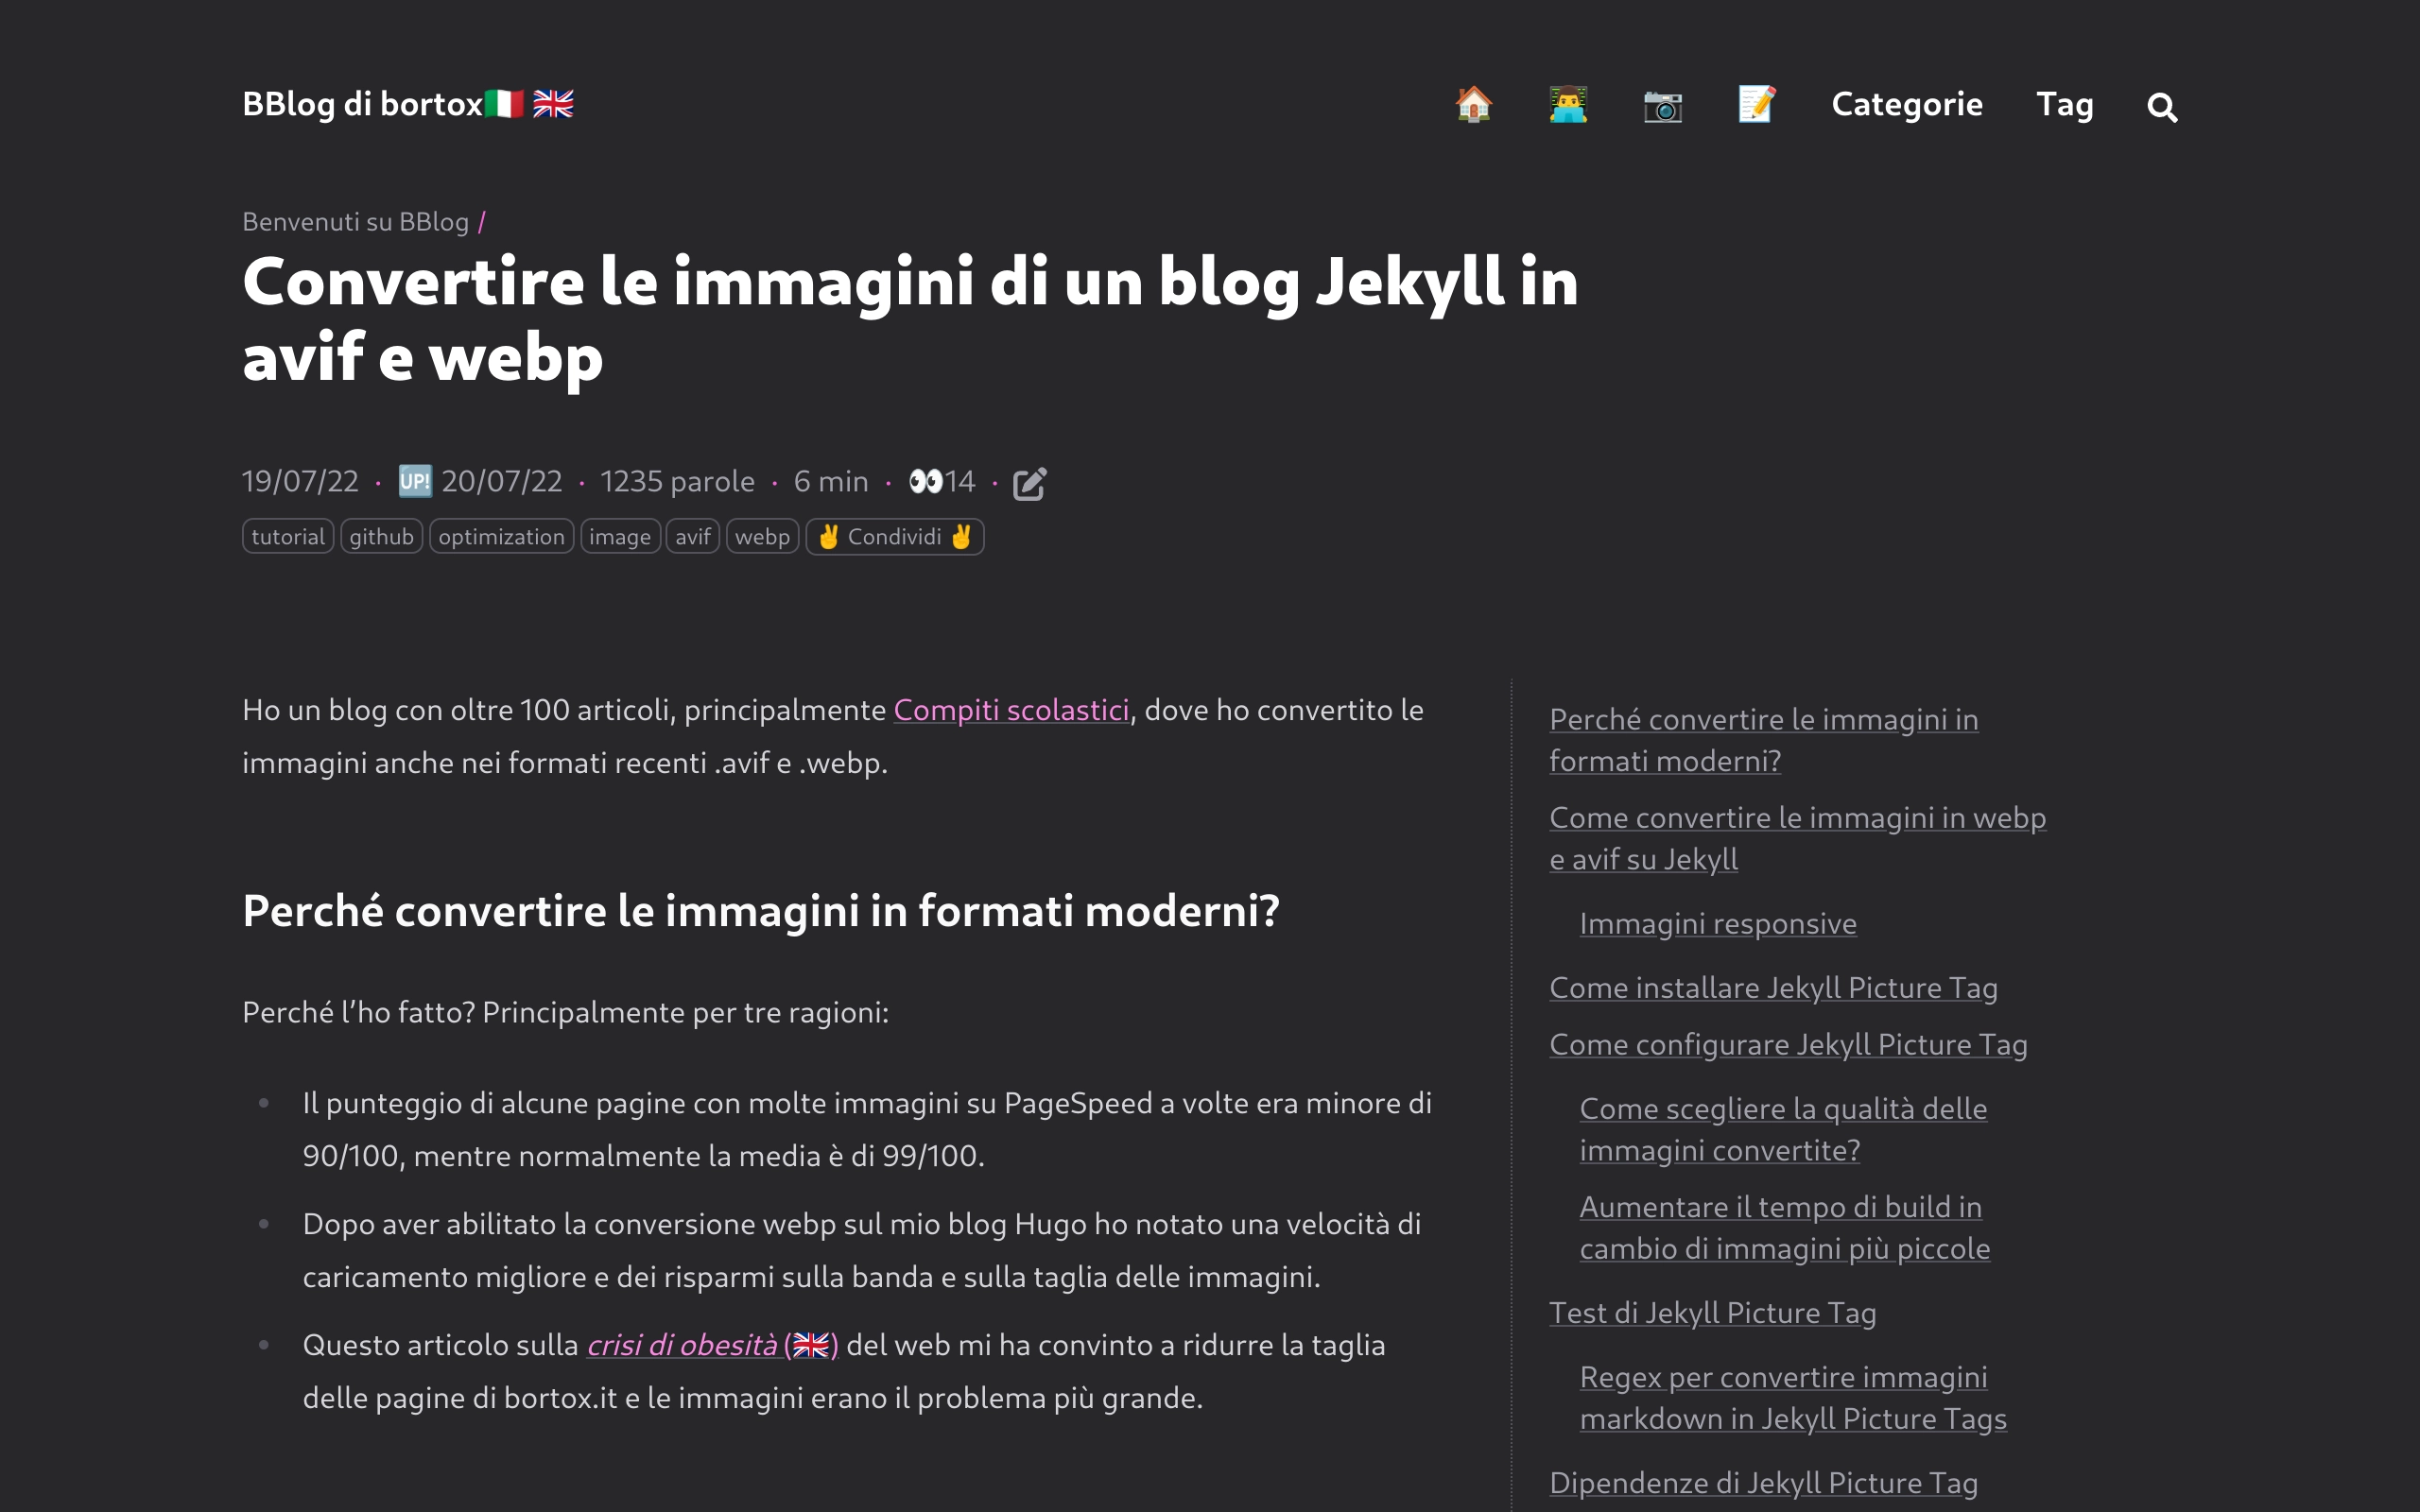 BBlog di bortox🇮🇹 🇬🇧
🏠 👨‍💻 📷 📝 Categorie Tag
Benvenuti su BBlog /
Convertire le immagini di un blog Jekyll in
avif e webp
19/07/22 · 🆙 20/07/22 · 1235 parole · 6 min · 👀14 ·
tutorial github optimization image avif webp ✌ Condividi ✌
Ho un blog con oltre 100 articoli, principalmente Compiti scolastici, dove ho convertito le
immagini anche nei formati recenti .avif e .webp.
Perché convertire le immagini in formati moderni?
Perché l’ho fatto? Principalmente per tre ragioni:
• Il punteggio di alcune pagine con molte immagini su PageSpeed a volte era minore di
90/100, mentre normalmente la media è di 99/100.
• Dopo aver abilitato la conversione webp sul mio blog Hugo ho notato una velocità di
caricamento migliore e dei risparmi sulla banda e sulla taglia delle immagini.
• Questo articolo sulla crisi di obesità (🇬🇧) del web mi ha convinto a ridurre la taglia
delle pagine di bortox.it e le immagini erano il problema più grande.
Perché convertire le immagini in
formati moderni?
Come convertire le immagini in webp
e avif su Jekyll
Immagini responsive
Come installare Jekyll Picture Tag
Come configurare Jekyll Picture Tag
Come scegliere la qualità delle
immagini convertite?
Aumentare il tempo di build in
cambio di immagini più piccole
Test di Jekyll Picture Tag
Regex per convertire immagini
markdown in Jekyll Picture Tags
Dipendenze di Jekyll Picture Tag